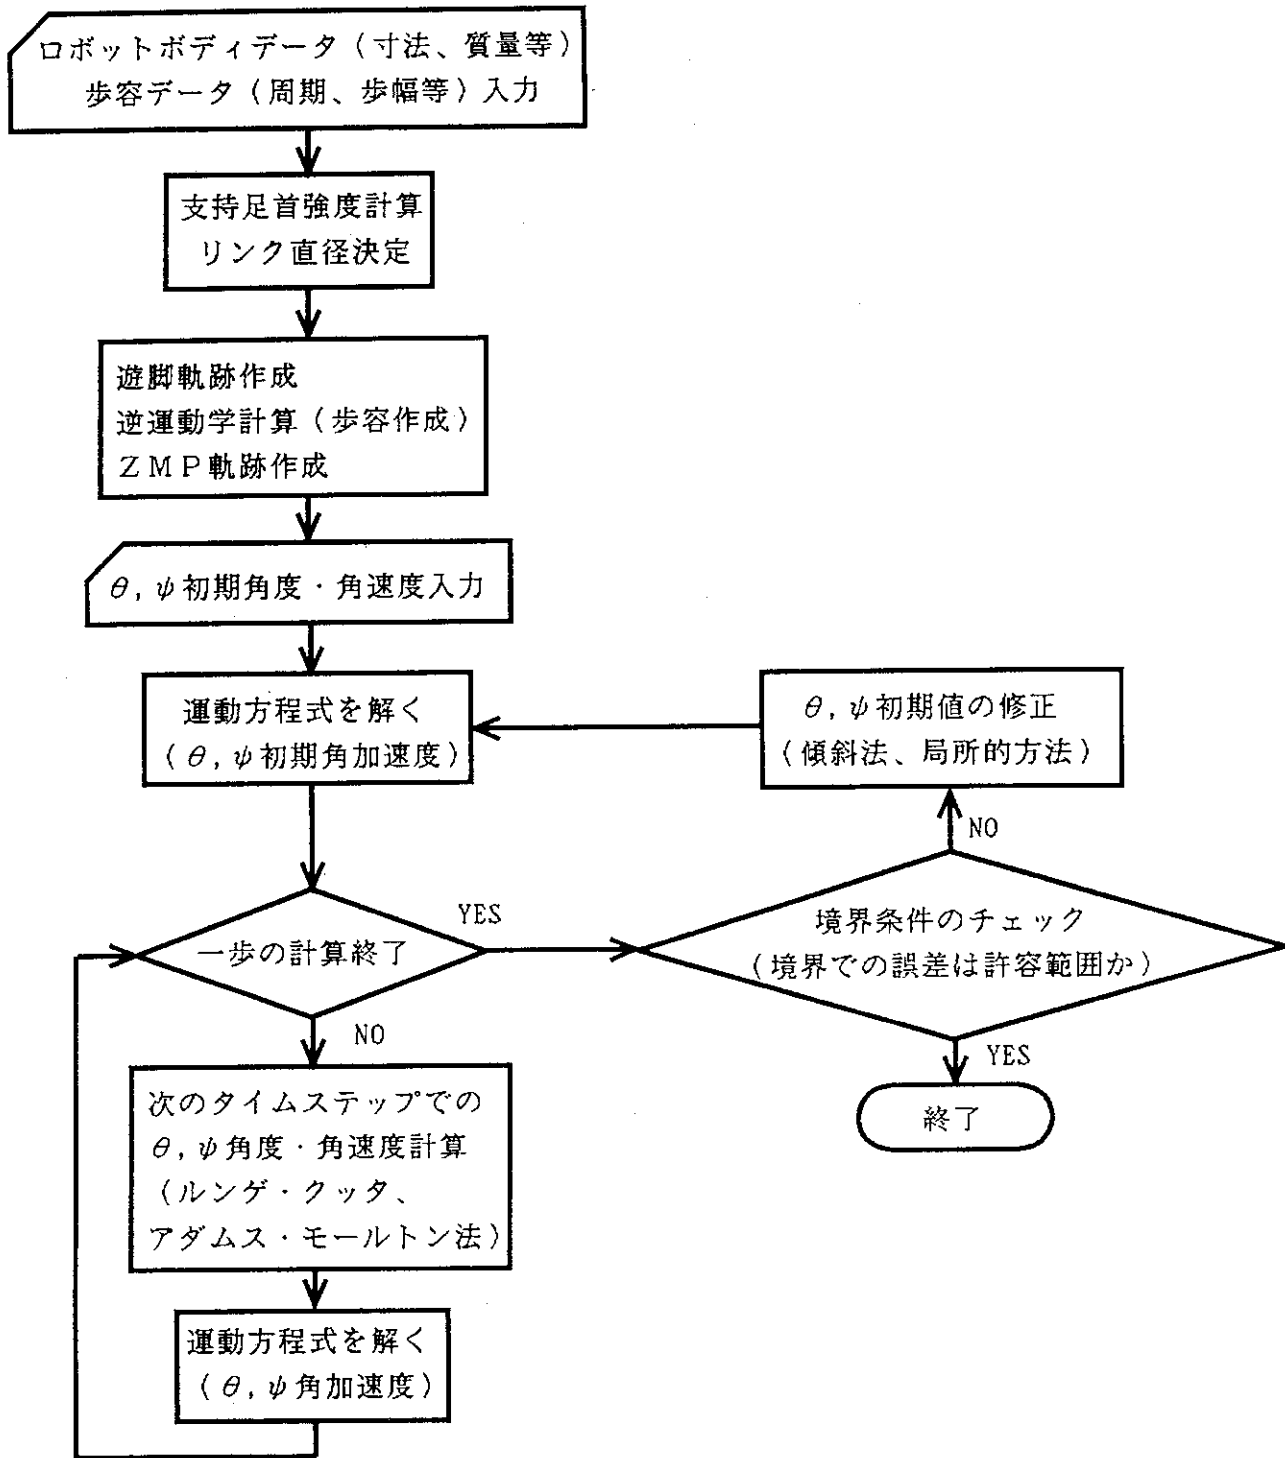 ロボットボディデータ（寸法、質量等）
歩容データ（周期、歩幅等）入力
支持足首強度計算
リンク直径決定
遊脚軌跡作成
逆運動学計算（歩容作成）
ＺＭＰ軌跡作成
θ, ψ初期角度・角速度入力
運動方程式を解く
（θ, ψ初期角加速度）
θ, ψ初期値の修正
（傾斜法、局所的方法）
NO
一歩の計算終了
YES
境界条件のチェック
（境界での誤差は許容範囲か）
NO
YES
次のタイムステップでの
θ, ψ角度・角速度計算
（ルンゲ・クッタ、
アダムス・モールトン法）
終了
運動方程式を解く
（θ, ψ角加速度）